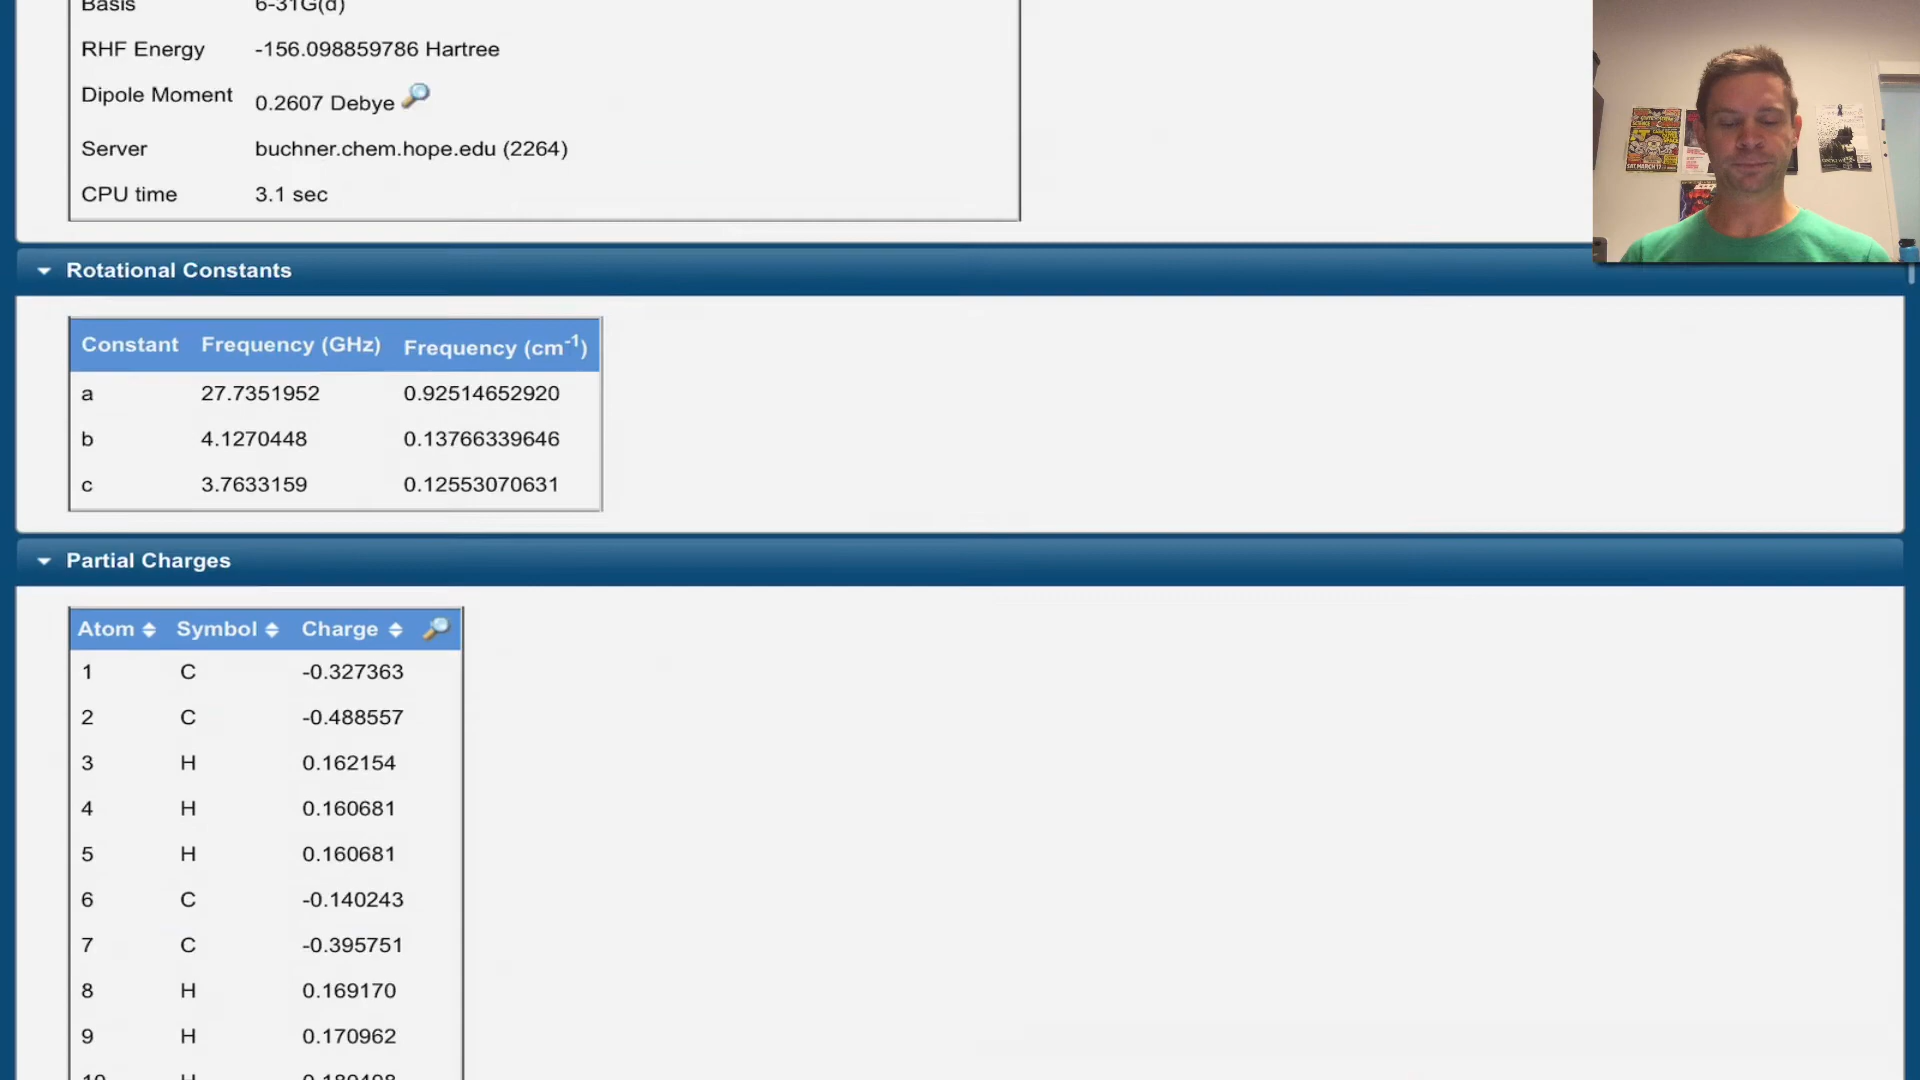 Basis 6-31G(d)
RHF Energy -156.098859786 Hartree
Dipole Moment 0.2607 Debye
Server buchner.chem.hope.edu (2264)
CPU time 3.1 sec
Rotational Constants
Constant Frequency (GHz) Frequency (cm-1)
a 27.7351952 0.92514652920
b 4.1270448 0.13766339646
c 3.7633159 0.12553070631
Partial Charges
Atom Symbol Charge
1 C -0.327363
2 C -0.488557
3 H 0.162154
4 H 0.160681
5 H 0.160681
6 C -0.140243
7 C -0.395751
8 H 0.169170
9 H 0.170962